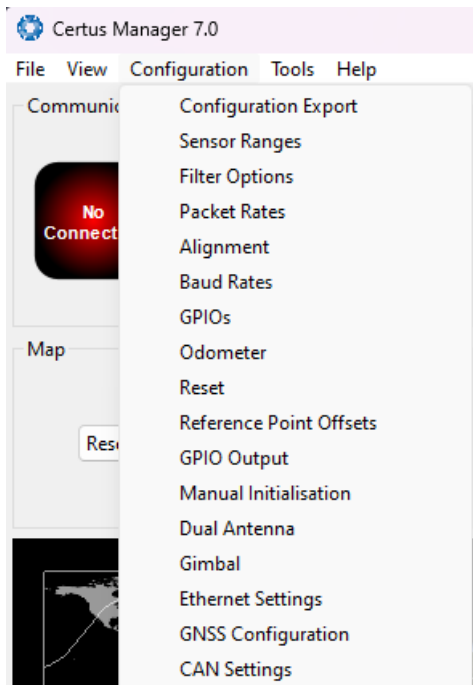 Certus Manager 7.0
File View Configuration Tools Help
Configuration Export
Sensor Ranges
Filter Options
Packet Rates
Alignment
Baud Rates
GPIOs
Odometer
Reset
Reference Point Offsets
GPIO Output
Manual Initialisation
Dual Antenna
Gimbal
Ethernet Settings
GNSS Configuration
CAN Settings
Communic
No
Connect
Map
Res